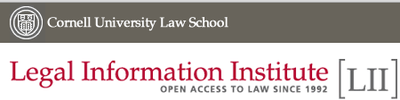 Cornell University Law School
Legal Information Institute [LII]
OPEN ACCESS TO LAW SINCE 1992